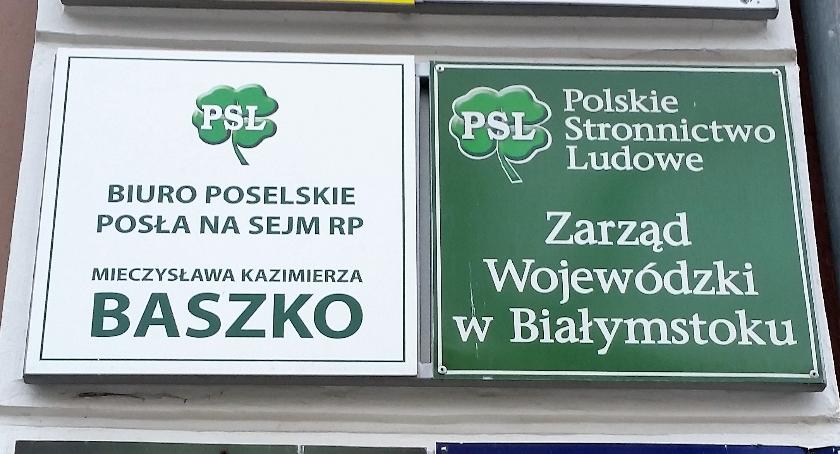 PSL
BIURO POSELSKIE
POSŁA NA SEJM RP
MIECZYSŁAWA KAZIMIERZA
BASZKO
PSL
Polskie
Stronnictwo
Ludowe
Zarząd
Wojewódzki
w Białymstoku